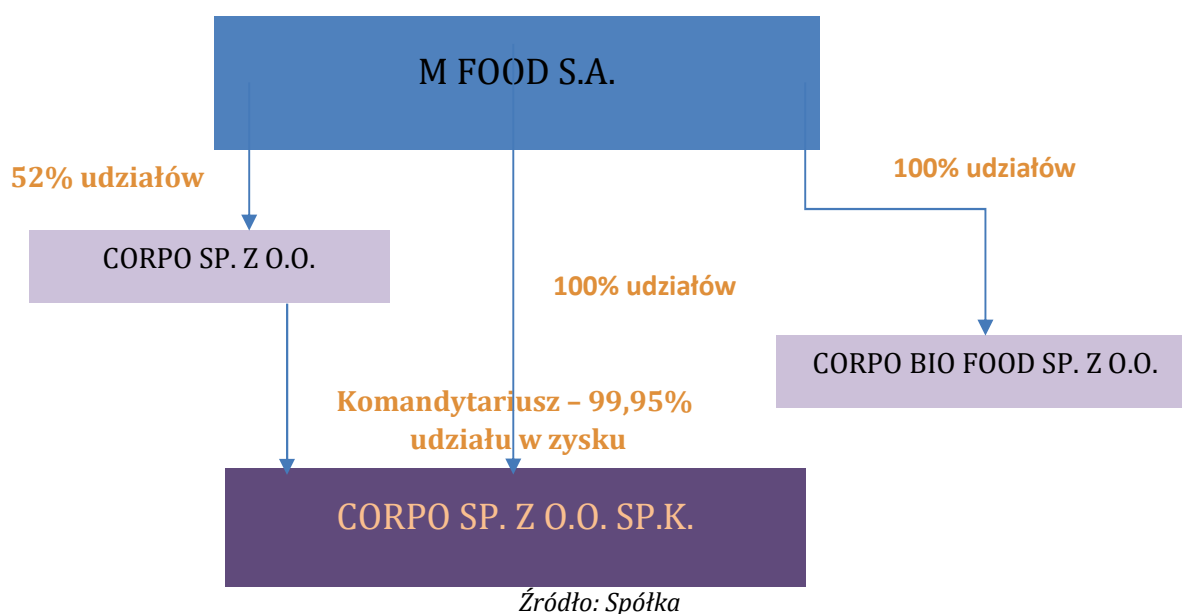 M FOOD S.A.
52% udziałów
100% udziałów
CORPO SP. Z O.O.
100% udziałów
CORPO BIO FOOD SP. Z O.O.
Komandytariusz – 99,95%
udziału w zysku
CORPO SP. Z O.O. SP.K.
Źródło: Spółka